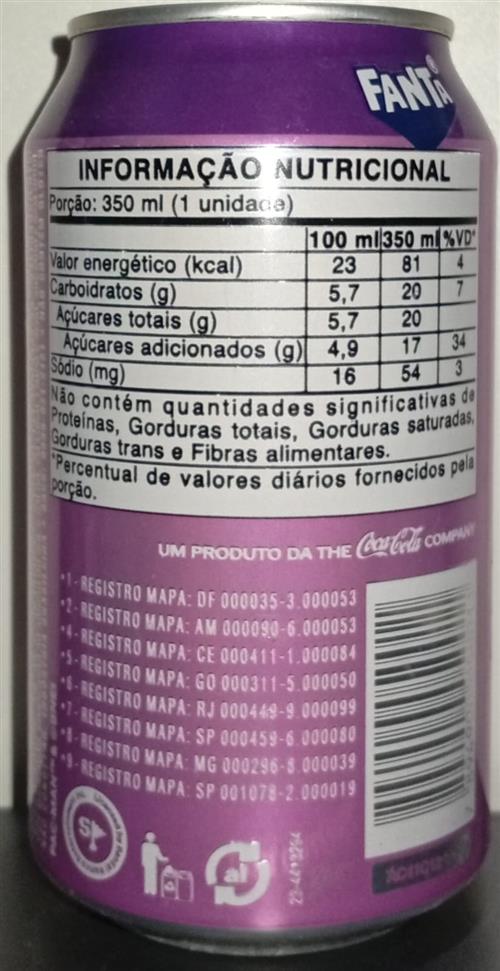 FANTA®
INFORMAÇÃO NUTRICIONAL
Porção: 350 ml (1 unidade)
100 ml 350 ml %VD*
Valor energético (kcal) 23 81 4
Carboidratos (g) 5,7 20 7
Açúcares totais (g) 5,7 20
Açúcares adicionados (g) 4,9 17 34
Sódio (mg) 16 54 3
Não contém quantidades significativas de
Proteínas, Gorduras totais, Gorduras saturadas,
Gorduras trans e Fibras alimentares.
*Percentual de valores diários fornecidos pela
porção.
UM PRODUTO DA THE Coca-Cola COMPANY
*1 - REGISTRO MAPA: DF 000035-3.000053
*2 - REGISTRO MAPA: AM 000090-6.000053
*4 - REGISTRO MAPA: CE 000411-1.000084
*5 - REGISTRO MAPA: GO 000311-5.000050
*6 - REGISTRO MAPA: RJ 000449-9.000099
*7 - REGISTRO MAPA: SP 000459-6.000080
*8 - REGISTRO MAPA: MG 000296-8.000039
*9 - REGISTRO MAPA: SP 001078-2.000019
PAC-MAN™&
al